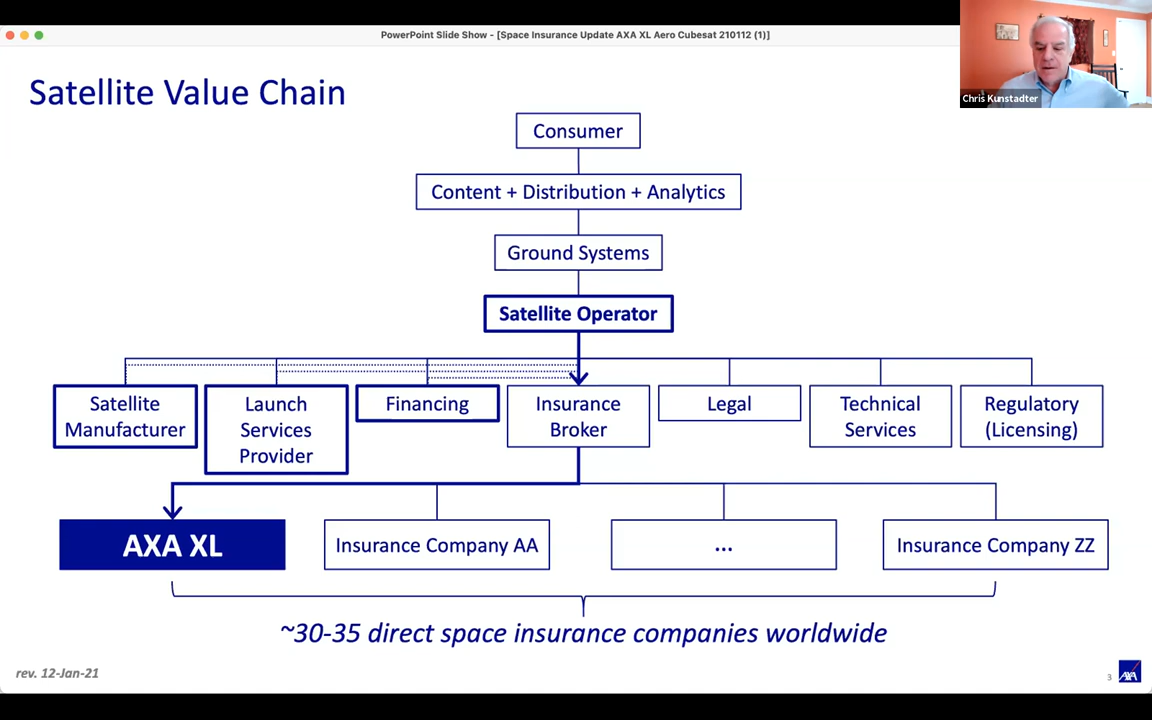 PowerPoint Slide Show - [Space Insurance Update AXA XL Aero Cubesat 210112 (1)]
Chris Kunstadter
Satellite Value Chain
Consumer
Content + Distribution + Analytics
Ground Systems
Satellite Operator
Satellite
Manufacturer
Launch
Services
Provider
Financing
Insurance
Broker
Legal
Technical
Services
Regulatory
(Licensing)
AXA XL
Insurance Company AA
...
Insurance Company ZZ
~30-35 direct space insurance companies worldwide
rev. 12-Jan-21
3
AXA